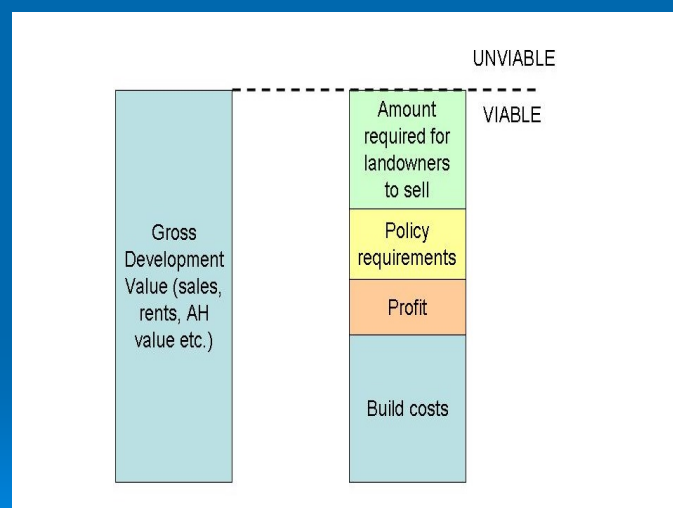 UNVIABLE
VIABLE
Gross
Development
Value (sales,
rents, AH
value etc.)
Amount
required for
landowners
to sell
Policy
requirements
Profit
Build costs